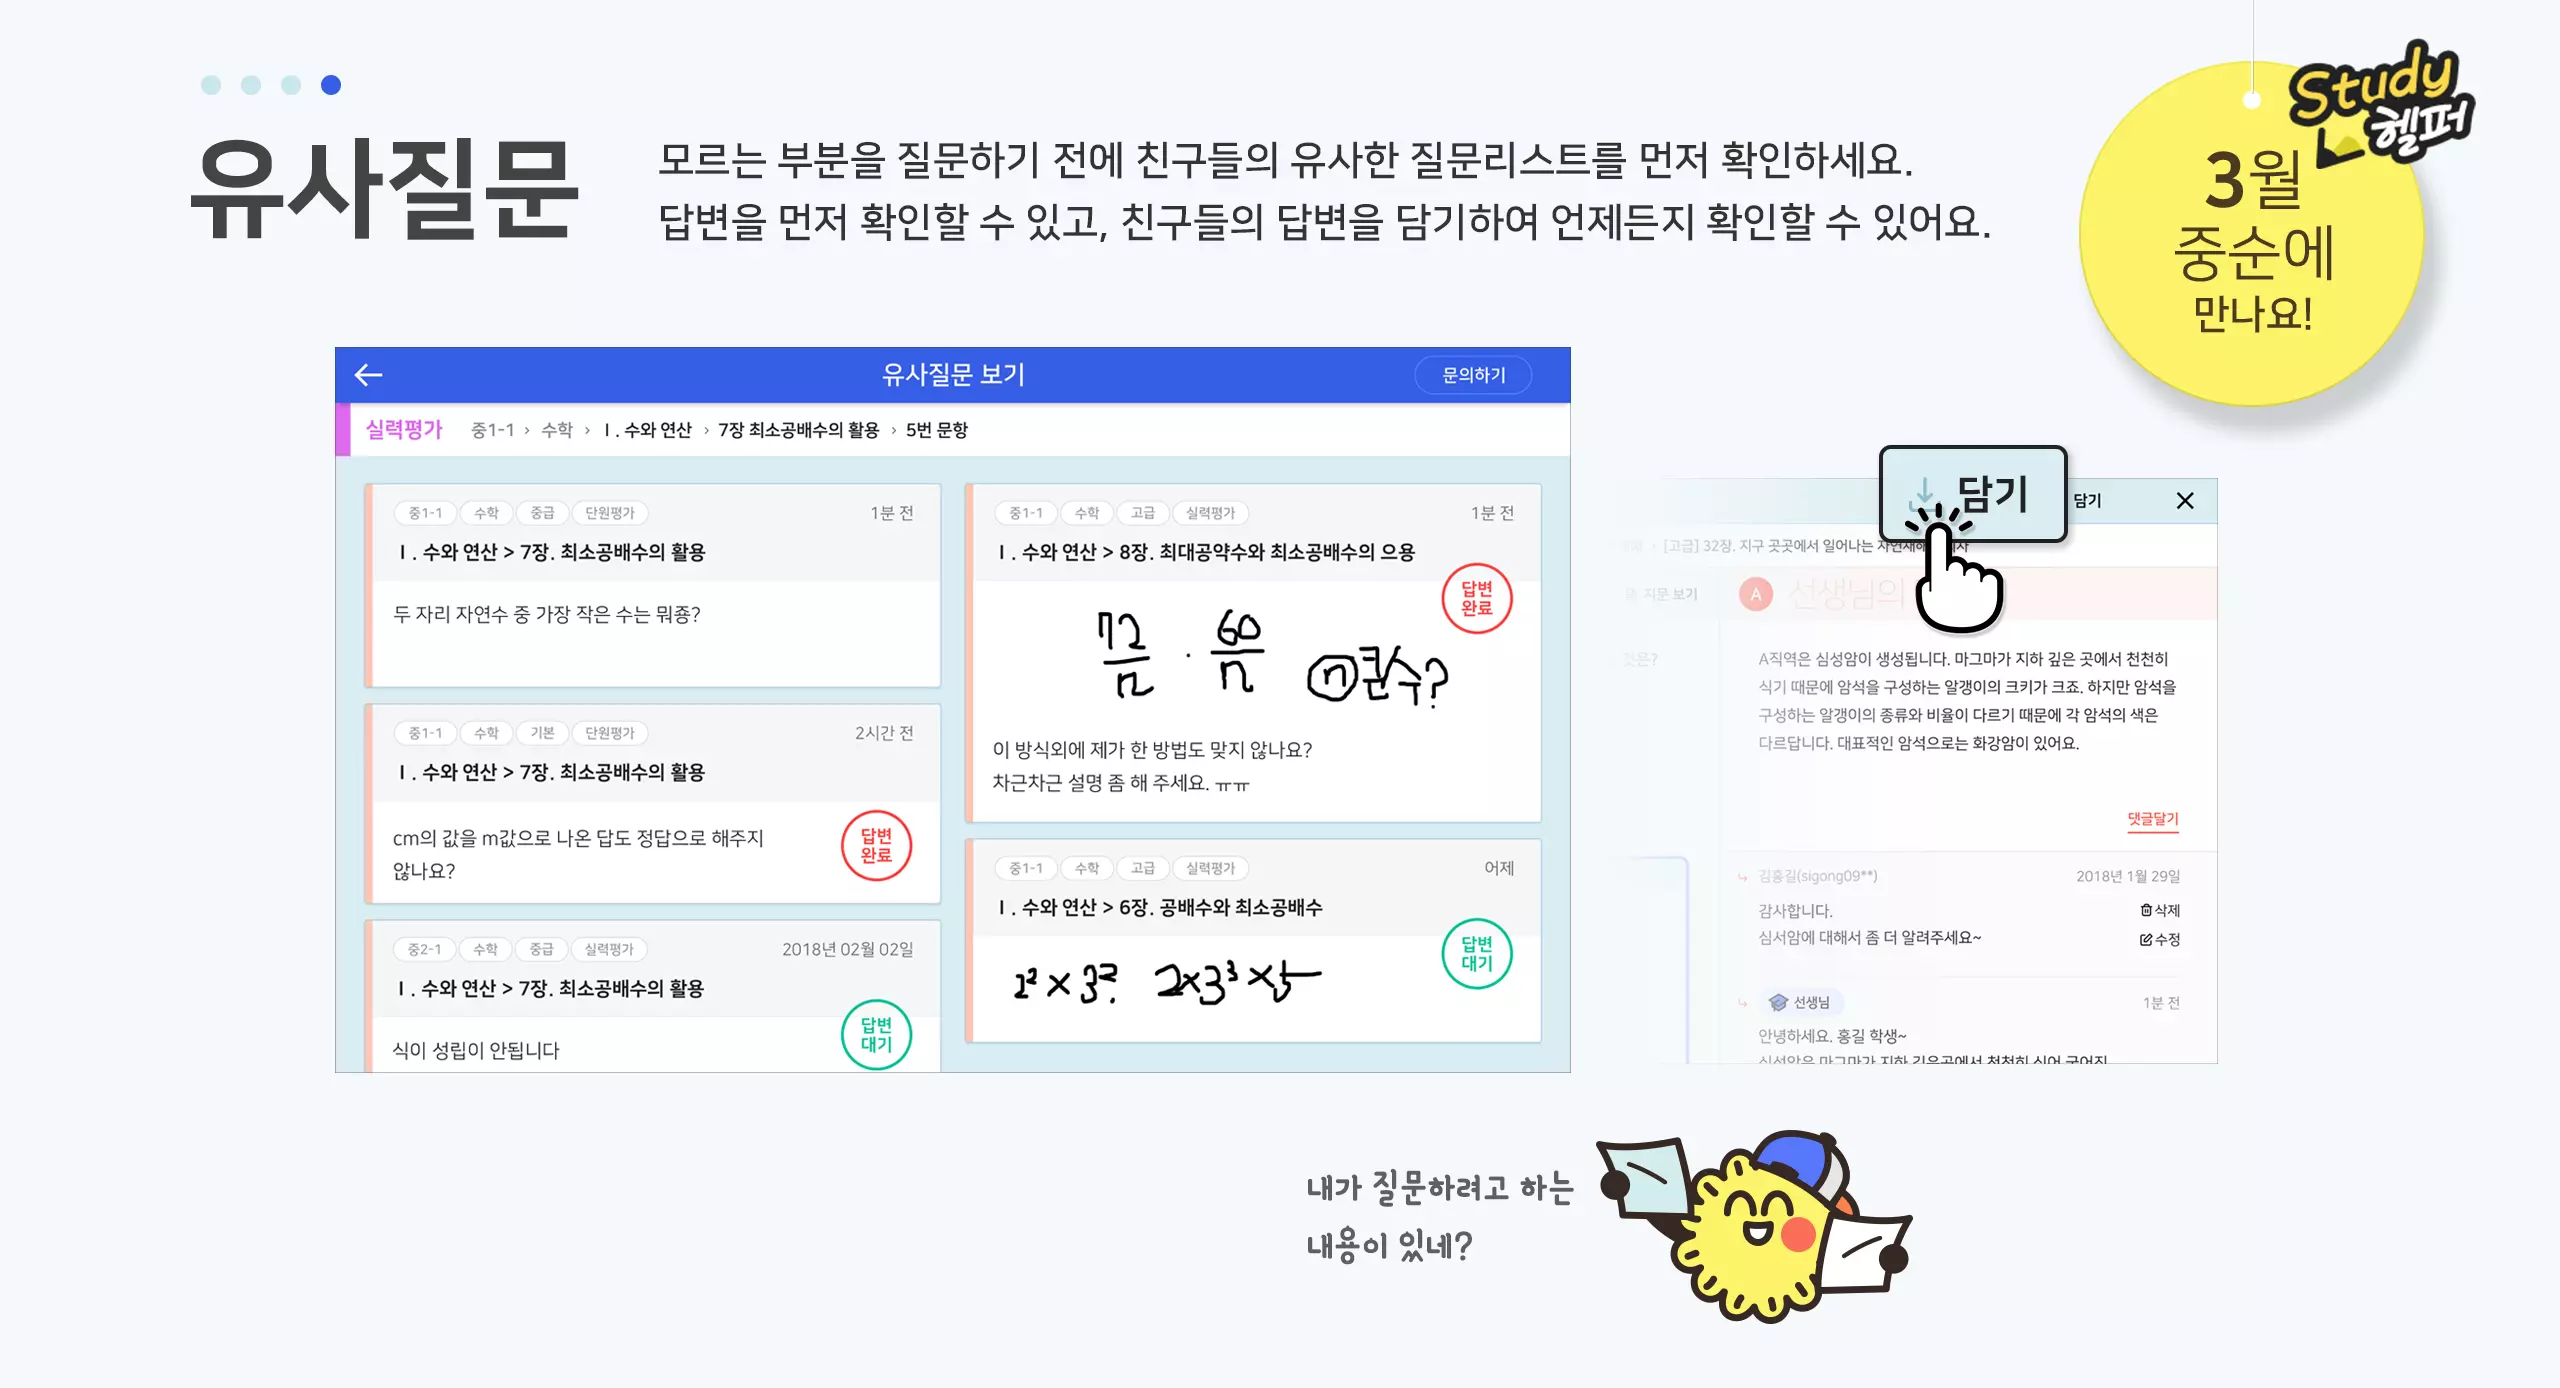 유사질문
모르는 부분을 질문하기 전에 친구들의 유사한 질문리스트를 먼저 확인하세요.
답변을 먼저 확인할 수 있고, 친구들의 답변을 담기하여 언제든지 확인할 수 있어요.
Study
헬퍼
3월
중순에
만나요!
유사질문 보기
문의하기
실력평가 중1-1 › 수학 › Ⅰ. 수와 연산 › 7장 최소공배수의 활용 › 5번 문항
중1-1 수학 중급 단원평가 1분 전
Ⅰ. 수와 연산 > 7장. 최소공배수의 활용
두 자리 자연수 중 가장 작은 수는 뭐죵?
중1-1 수학 기본 단원평가 2시간 전
Ⅰ. 수와 연산 > 7장. 최소공배수의 활용
cm의 값을 m값으로 나온 답도 정답으로 해주지
않나요?
답변
완료
중2-1 수학 중급 실력평가 2018년 02월 02일
Ⅰ. 수와 연산 > 7장. 최소공배수의 활용
식이 성립이 안됩니다
답변
대기
중1-1 수학 고급 실력평가 1분 전
Ⅰ. 수와 연산 > 8장. 최대공약수와 최소공배수의 으용
답변
완료
72 60
n · n
이 방식외에 제가 한 방법도 맞지 않나요?
차근차근 설명 좀 해 주세요. ㅠㅠ
중1-1 수학 고급 실력평가 어제
Ⅰ. 수와 연산 > 6장. 공배수와 최소공배수
답변
대기
2² × 3² 2×3³ ×5
담기
담기
[고급] 32장. 지구 곳곳에서 일어나는
지문 보기
A 선생님의
것은?
A직역은 심성암이 생성됩니다. 마그마가 지하 깊은 곳에서 천천히
식기 때문에 암석을 구성하는 알갱이의 크키가 크죠. 하지만 암석을
구성하는 알갱이의 종류와 비율이 다르기 때문에 각 암석의 색은
다르답니다. 대표적인 암석으로는 화강암이 있어요.
댓글달기
김홍길(sigong09**) 2018년 1월 29일
감사합니다. 삭제
심서암에 대해서 좀 더 알려주세요~ 수정
선생님 1분 전
안녕하세요. 홍길 학생~
내가 질문하려고 하는
내용이 있네?